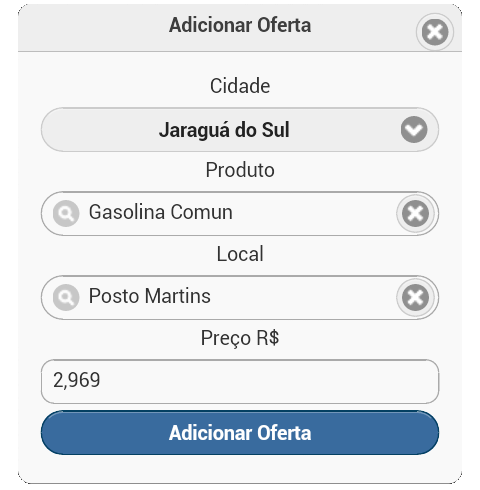 Adicionar Oferta
Cidade
Jaraguá do Sul
Produto
Gasolina Comun
Local
Posto Martins
Preço R$
2,969
Adicionar Oferta